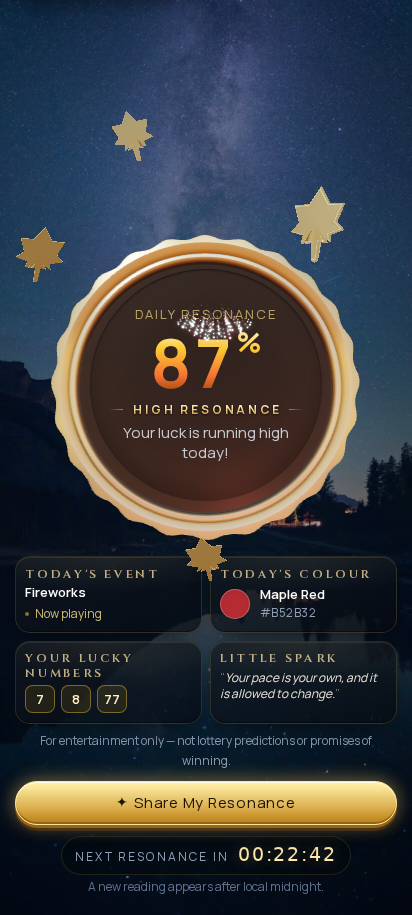 DAILY RESONANCE
87%
HIGH RESONANCE
Your luck is running high
today!
TODAY'S EVENT
Fireworks
Now playing
TODAY'S COLOUR
Maple Red
#B52B32
YOUR LUCKY
NUMBERS
7 8 77
LITTLE SPARK
"Your pace is your own, and it
is allowed to change."
For entertainment only — not lottery predictions or promises of
winning.
✦ Share My Resonance
NEXT RESONANCE IN 00:22:42
A new reading appears after local midnight.